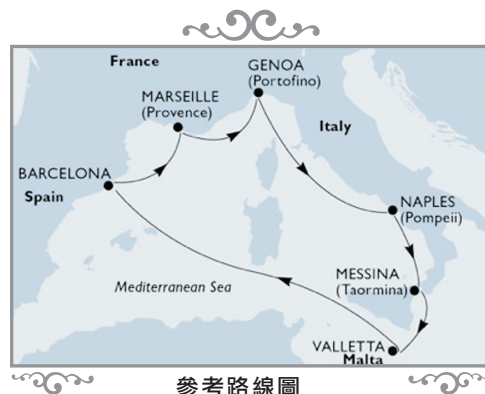 France
GENOA
(Portofino)
MARSEILLE
(Provence)
Italy
BARCELONA
Spain
NAPLES
(Pompeii)
MESSINA
(Taormina)
Mediterranean Sea
VALLETTA
Malta
參考路線圖